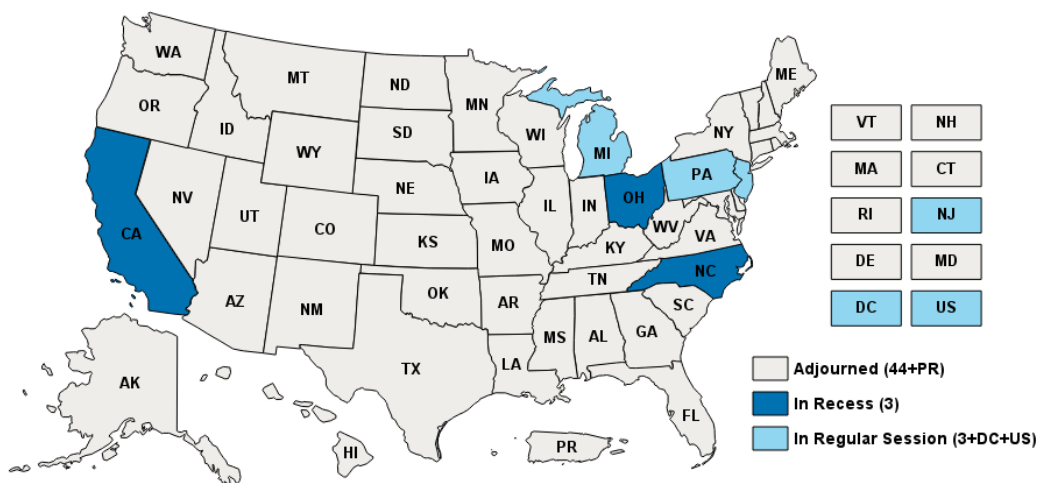 WA
MT
ND
MN
ME
OR
ID
SD
WI
NY
VT
NH
WY
MI
MA
CT
NV
NE
IA
PA
UT
CO
IL
IN
OH
RI
NJ
CA
KS
MO
WV
VA
KY
DE
MD
AZ
NM
OK
AR
TN
NC
SC
DC
US
MS
AL
GA
TX
LA
AK
FL
HI
PR
Adjourned (44+PR)
In Recess (3)
In Regular Session (3+DC+US)